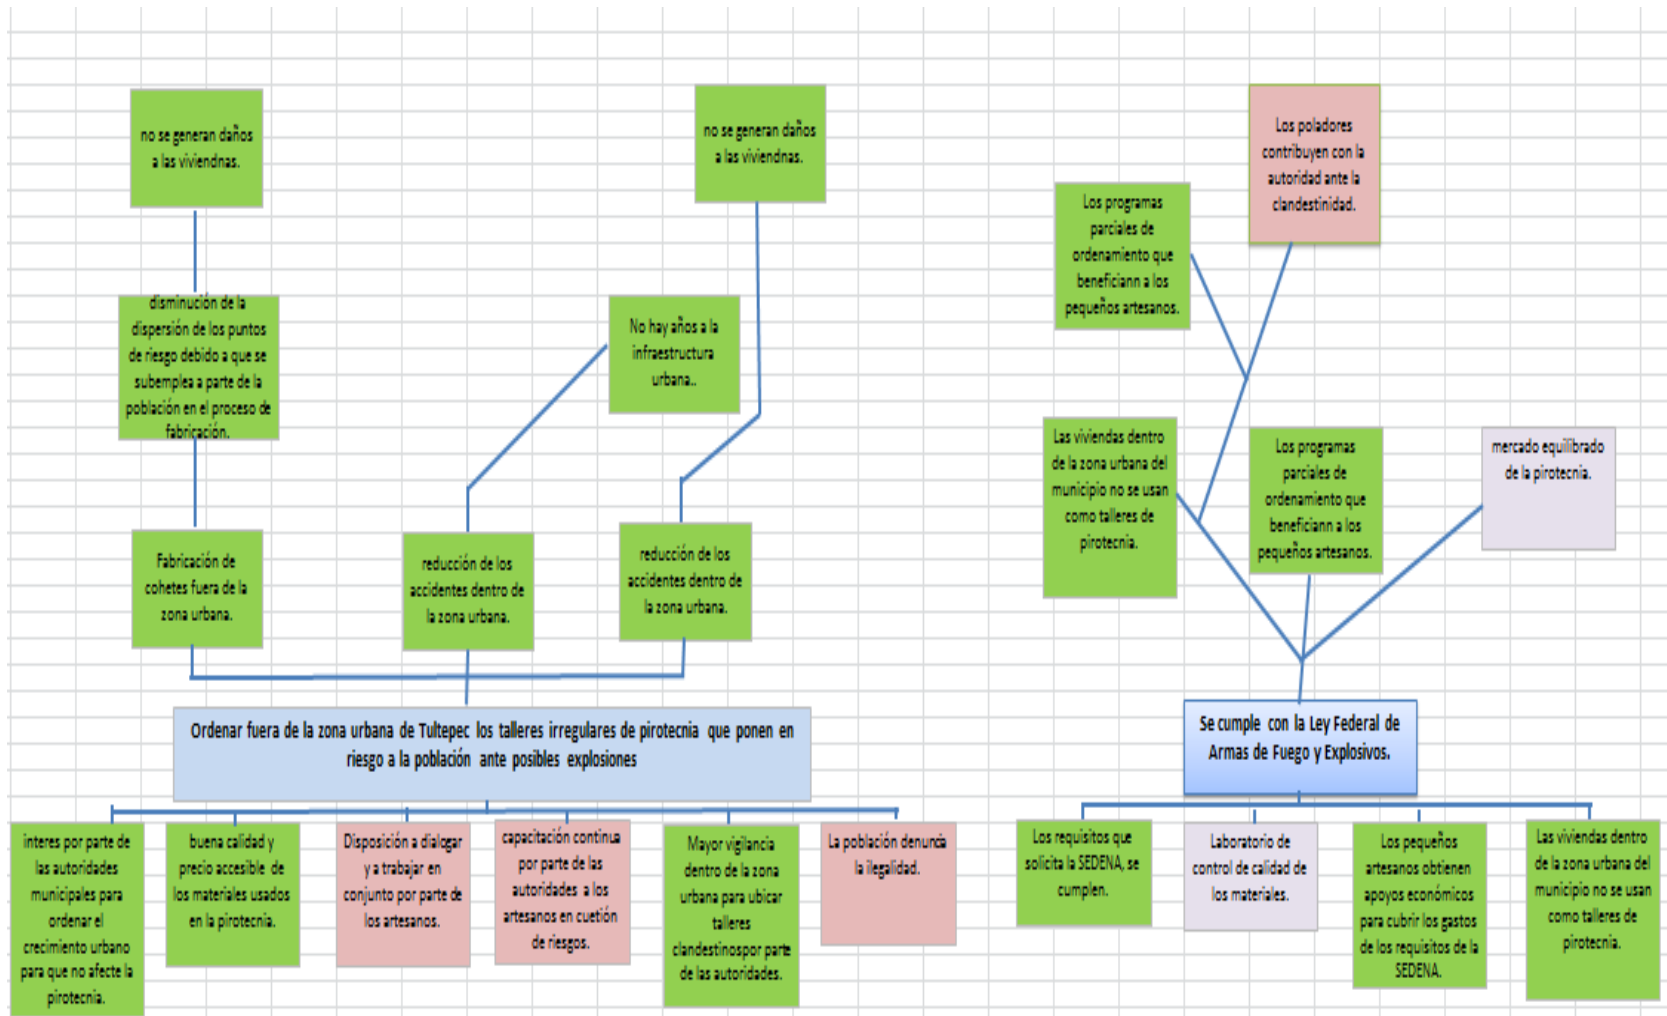 no se generan daños
a las viviendnas.
no se generan daños
a las viviendnas.
Los poladores
contribuyen con la
autoridad ante la
clandestinidad.
Los programas
parciales de
ordenamiento que
beneficiann a los
pequeños artesanos.
disminución de la
dispersión de los puntos
de riesgo debido a que se
subemplea a parte de la
población en el proceso de
fabricación.
No hay años a la
infraestructura
urbana..
Las viviendas dentro
de la zona urbana del
municipio no se usan
como talleres de
pirotecnia.
Los programas
parciales de
ordenamiento que
beneficiann a los
pequeños artesanos.
mercado equilibrado
de la pirotecnia.
Fabricación de
cohetes fuera de la
zona urbana.
reducción de los
accidentes dentro de
la zona urbana.
reducción de los
accidentes dentro de
la zona urbana.
Ordenar fuera de la zona urbana de Tultepec los talleres irregulares de pirotecnia que ponen en
riesgo a la población ante posibles explosiones
Se cumple con la Ley Federal de
Armas de Fuego y Explosivos.
interes por parte de
las autoridades
municipales para
ordenar el
crecimiento urbano
para que no afecte la
pirotecnia.
buena calidad y
precio accesible de
los materiales usados
en la pirotecnia.
Disposición a dialogar
y a trabajar en
conjunto por parte de
los artesanos.
capacitación continua
por parte de las
autoridades a los
artesanos en cuetión
de riesgos.
Mayor vigilancia
dentro de la zona
urbana para ubicar
talleres
clandestinospor parte
de las autoridades.
La población denuncia
la ilegalidad.
Los requisitos que
solicita la SEDENA, se
cumplen.
Laboratorio de
control de calidad de
los materiales.
Los pequeños
artesanos obtienen
apoyos económicos
para cubrir los gastos
de los requisitos de la
SEDENA.
Las viviendas dentro
de la zona urbana del
municipio no se usan
como talleres de
pirotecnia.